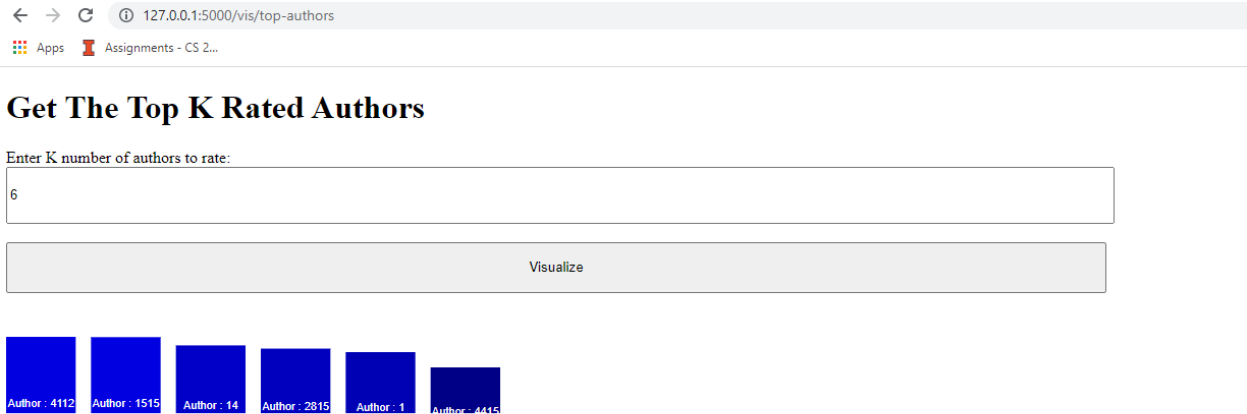 127.0.0.1:5000/vis/top-authors
Apps Assignments - CS 2...
Get The Top K Rated Authors
Enter K number of authors to rate:
6
Visualize
Author : 4112 Author : 1515 Author : 14 Author : 2815 Author : 1 Author : 4415